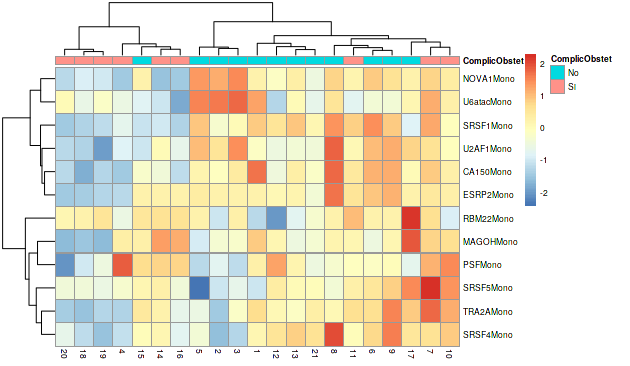 ComplicObstet
NOVA1Mono
U6atacMono
SRSF1Mono
U2AF1Mono
CA150Mono
ESRP2Mono
RBM22Mono
MAGOHMono
PSFMono
SRSF5Mono
TRA2AMono
SRSF4Mono
20 18 19 4 15 14 16 5 2 3 1 12 13 21 8 11 6 9 17 7 10
2
1
0
-1
-2
ComplicObstet
No
SI